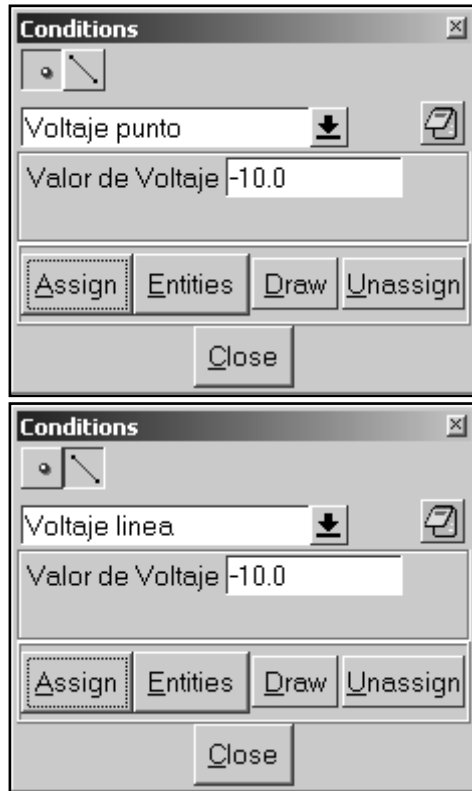 Conditions
Voltaje punto
Valor de Voltaje -10.0
Assign Entities Draw Unassign
Close
Conditions
Voltaje linea
Valor de Voltaje -10.0
Assign Entities Draw Unassign
Close